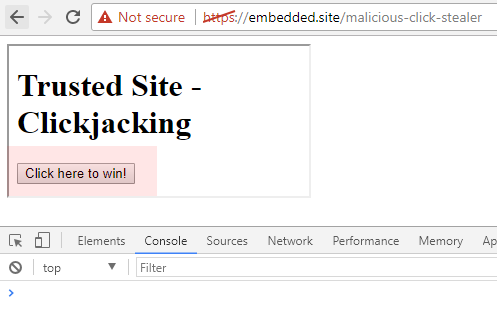 Not secure | https://embedded.site/malicious-click-stealer
Trusted Site -
Clickjacking
Click here to win!
Elements Console Sources Network Performance Memory Ap
top Filter